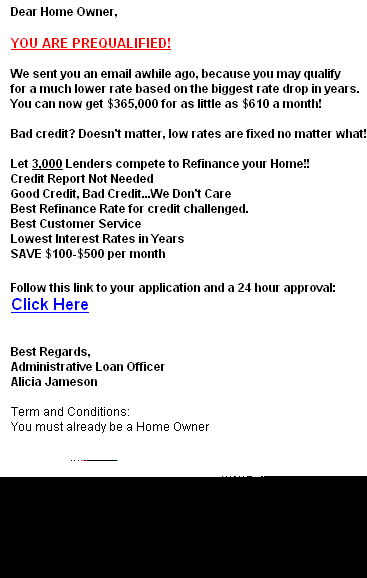 Dear Home Owner,
YOU ARE PREQUALIFIED!
We sent you an email awhile ago, because you may qualify
for a much lower rate based on the biggest rate drop in years.
You can now get $365,000 for as little as $610 a month!
Bad credit? Doesn't matter, low rates are fixed no matter what!
Let 3,000 Lenders compete to Refinance your Home!!
Credit Report Not Needed
Good Credit, Bad Credit...We Don't Care
Best Refinance Rate for credit challenged.
Best Customer Service
Lowest Interest Rates in Years
SAVE $100-$500 per month
Follow this link to your application and a 24 hour approval:
Click Here
Best Regards,
Administrative Loan Officer
Alicia Jameson
Term and Conditions:
You must already be a Home Owner